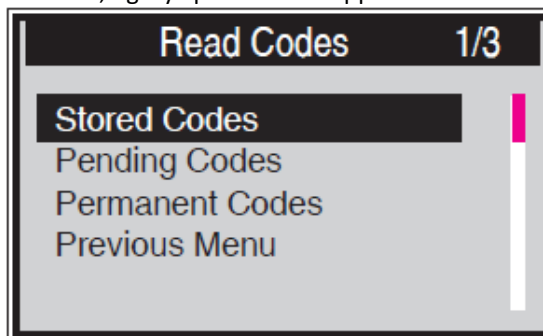 Read Codes 1/3
Stored Codes
Pending Codes
Permanent Codes
Previous Menu